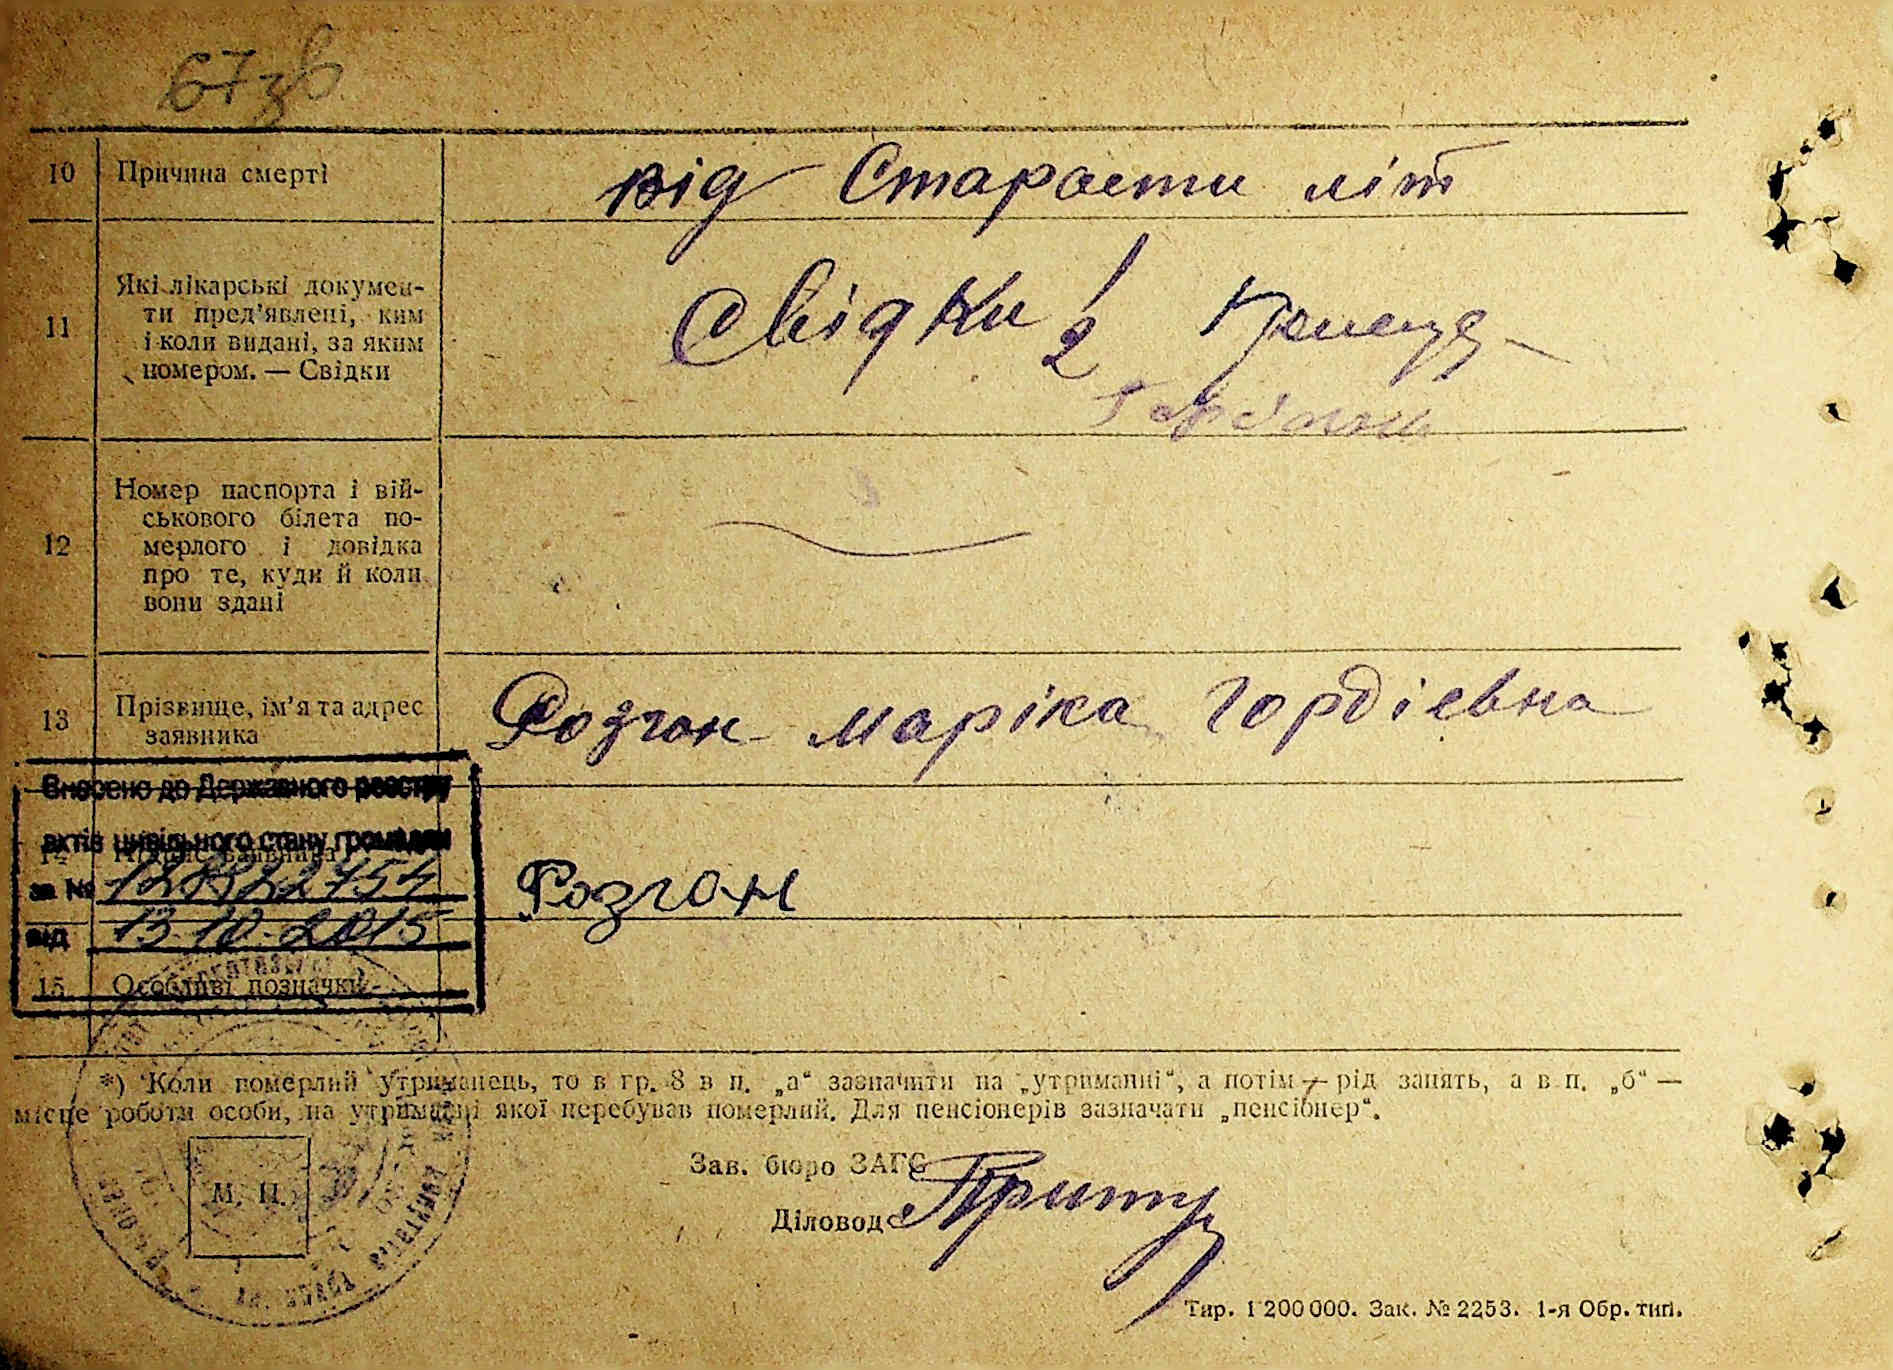 67зв
10 Причина смерті від Старости літ
11 Які лікарські докумен-
ти пред’явлені, ким
і коли видані, за яким
номером. — Свідки
Свідки
12 Номер паспорта і вій-
ськового білета по-
мерлого і довідка
про те, куди й коли
вони здані
13 Прізвище, ім’я та адрес
заявника
Розгон маріка Гордієвна
Внесено до Державного реєстру
актів цивільного стану громадян
14 Підпис заявника
Розгон
за №
від 13.10.2015
15 Особливі позначки
*) Коли померлий утриманець, то в гр. 8 в п. „а“ зазначити на „утриманні“, а потім — рід занять, а в п. „б“ —
місце роботи особи, на утриманні якої перебував померлий. Для пенсіонерів зазначати „пенсіонер“.
Зав. бюро ЗАГС
М. П.
Діловод
Тир. 1 200 000. Зак. № 2253. 1-я Обр. тип.